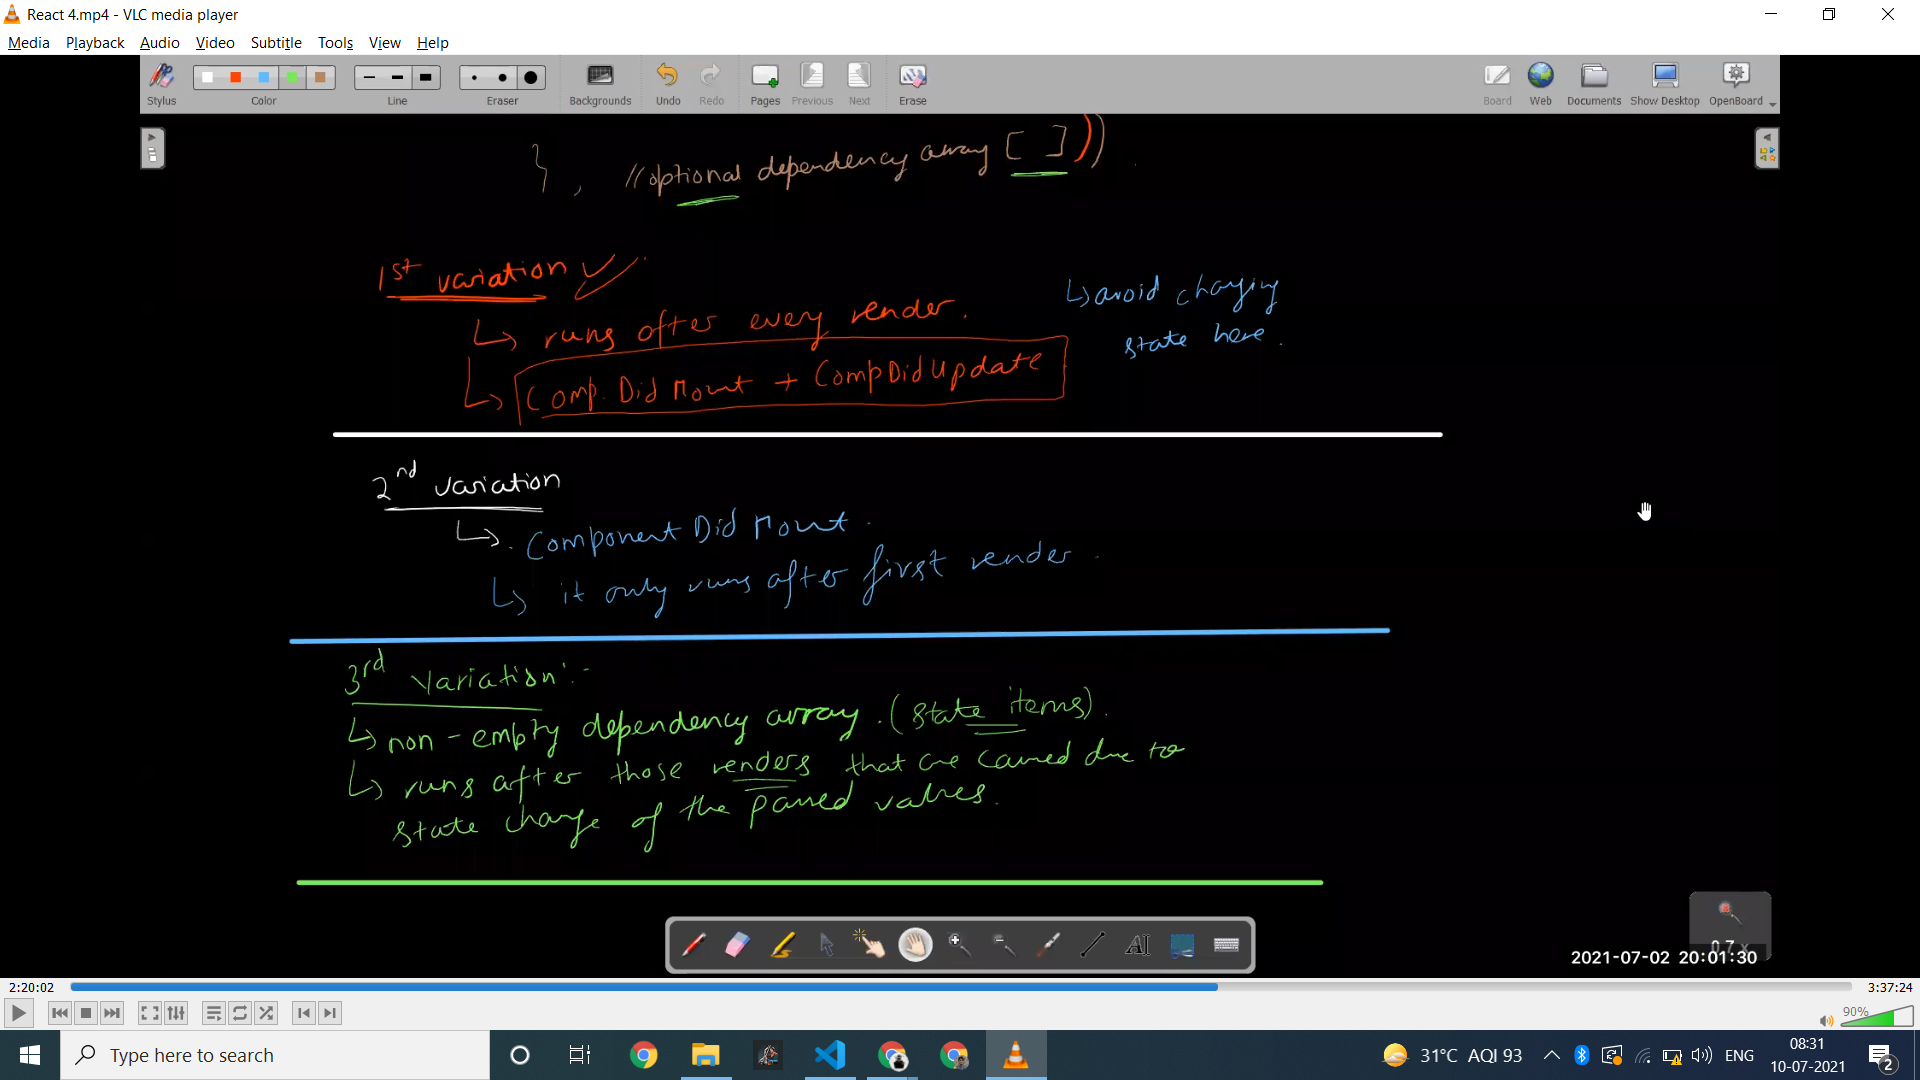 React 4.mp4 - VLC media player
Media Playback Audio Video Subtitle Tools View Help
Stylus Color Line Eraser Backgrounds Undo Redo Pages Previous Next Erase Board Web Documents Show Desktop OpenBoard
} , //optional dependency array [ ] ))
1st variation
↳ runs after every render.
↳ Comp. Did Mount + CompDidUpdate
↳ avoid changing
state here.
2nd variation
↳ Component Did Mount.
↳ it only runs after first render.
3rd Variation:-
↳ non-empty dependency array. (state items).
↳ runs after those renders that are caused due to
state change of the passed values.
0.7 x
2021-07-02 20:01:30
2:20:02 3:37:24
90%
Type here to search
31°C AQI 93 ENG 08:31
10-07-2021
2